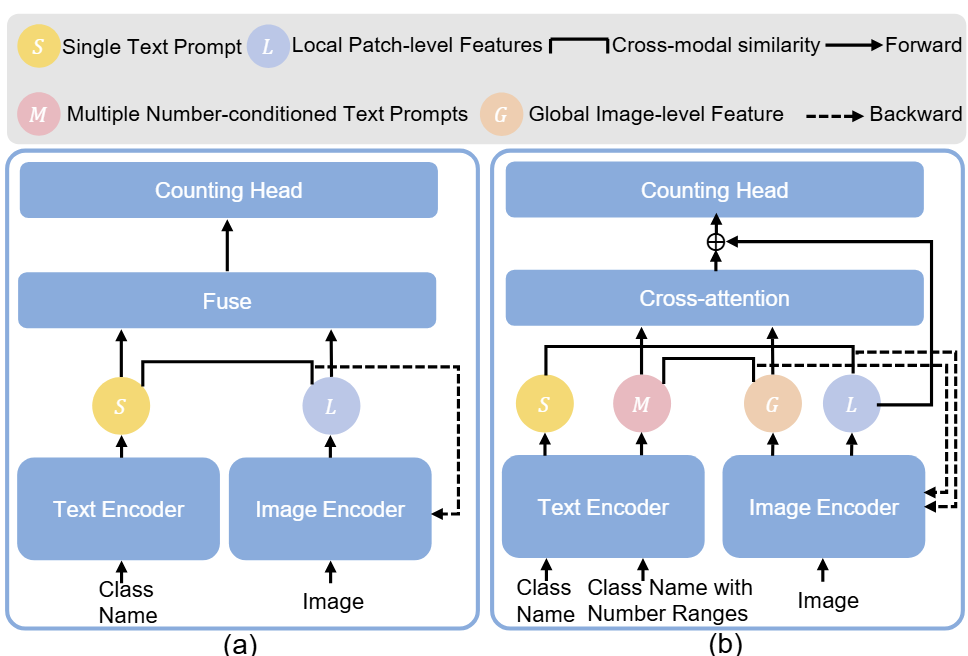 S Single Text Prompt L Local Patch-level Features Cross-modal similarity Forward
M Multiple Number-conditioned Text Prompts G Global Image-level Feature Backward
Counting Head
Fuse
S L
Text Encoder Image Encoder
Class
Name
Image
(a)
Counting Head
Cross-attention
S M G L
Text Encoder Image Encoder
Class
Name
Class Name with
Number Ranges
Image
(b)